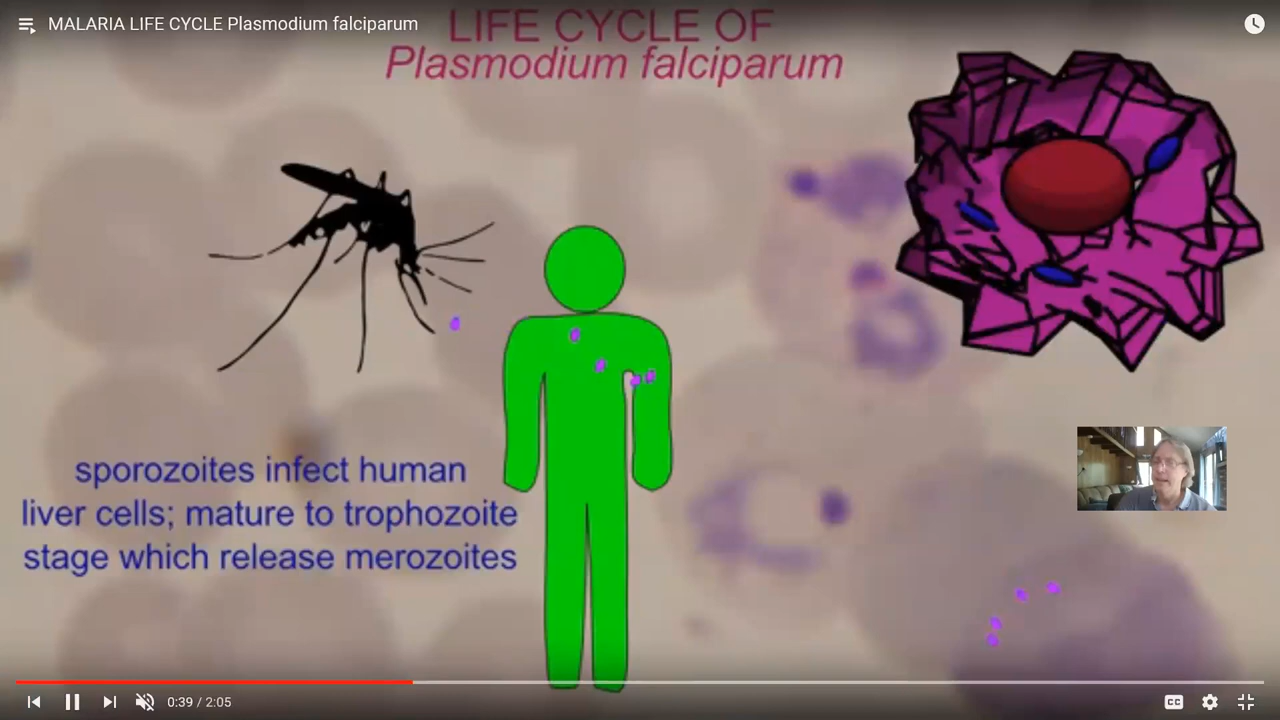 MALARIA LIFE CYCLE Plasmodium falciparum
LIFE CYCLE OF
Plasmodium falciparum
sporozoites infect human
liver cells; mature to trophozoite
stage which release merozoites
0:39 / 2:05
CC